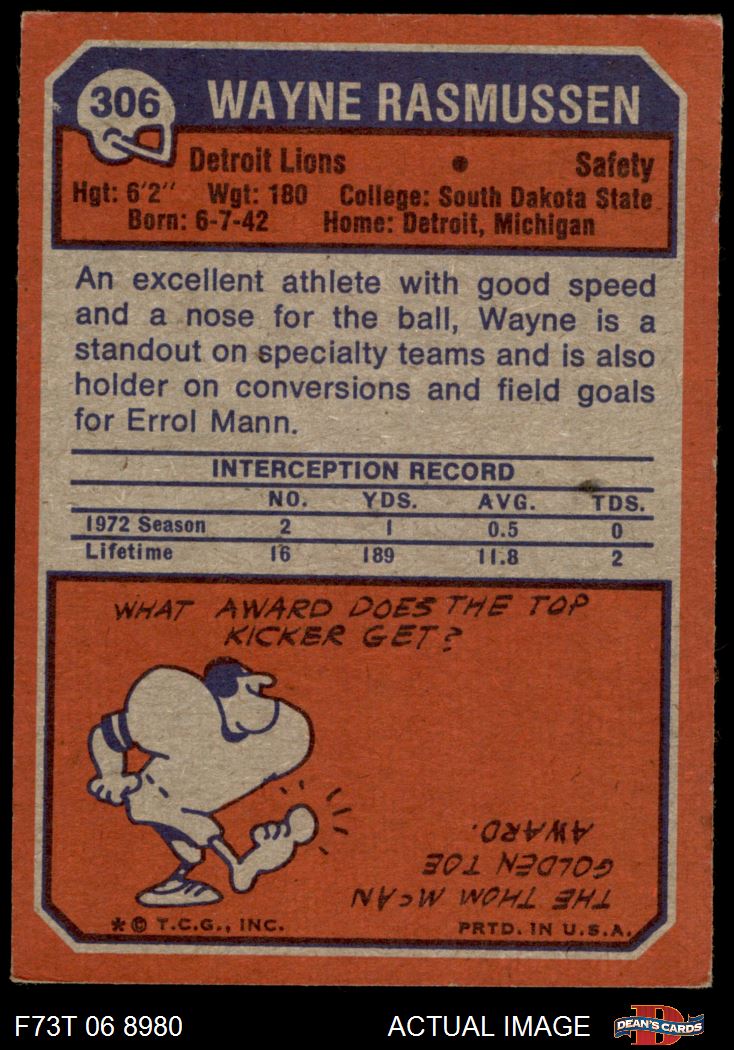 306
WAYNE RASMUSSEN
Detroit Lions • Safety
Hgt: 6'2" Wgt: 180 College: South Dakota State
Born: 6-7-42 Home: Detroit, Michigan
An excellent athlete with good speed
and a nose for the ball, Wayne is a
standout on specialty teams and is also
holder on conversions and field goals
for Errol Mann.
INTERCEPTION RECORD
NO. YDS. AVG. TDS.
1972 Season 2 1 0.5 0
Lifetime 16 189 11.8 2
WHAT AWARD DOES THE TOP
KICKER GET?
THE THOM McAN
GOLDEN TOE
AWARD.
* © T.C.G., INC. PRTD. IN U.S.A.
F73T 06 8980 ACTUAL IMAGE
D
DEAN'S CARDS